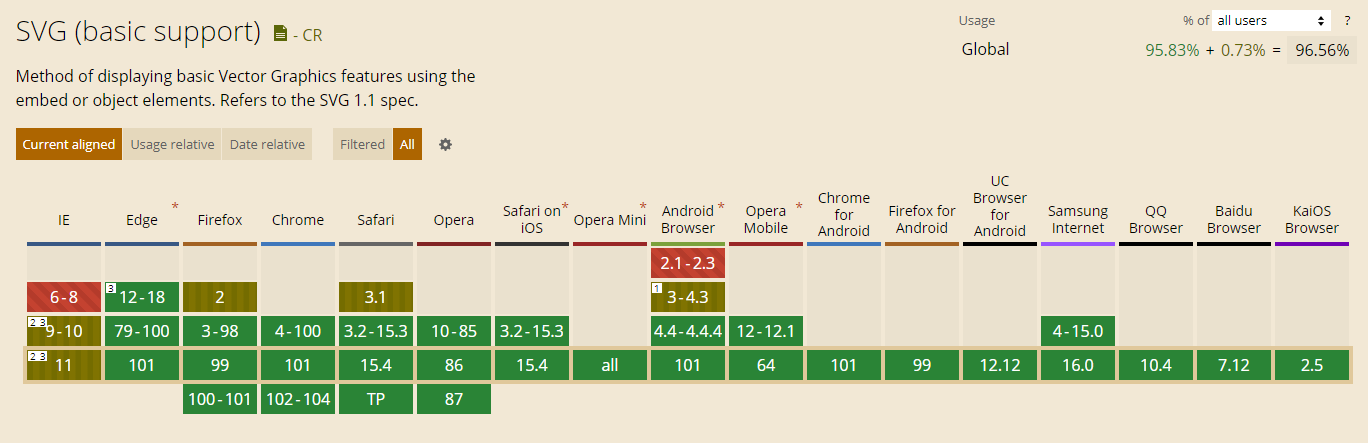 SVG (basic support) - CR
Usage % of all users ?
Global 95.83% + 0.73% = 96.56%
Method of displaying basic Vector Graphics features using the
embed or object elements. Refers to the SVG 1.1 spec.
Current aligned Usage relative Date relative Filtered All
IE Edge * Firefox Chrome Safari Opera Safari on iOS * Opera Mini * Android Browser * Opera Mobile * Chrome for Android Firefox for Android UC Browser for Android Samsung Internet QQ Browser Baidu Browser KaiOS Browser
2.1-2.3
6-8 3 12-18 2 3.1 1 3-4.3
2 3 9-10 79-100 3-98 4-100 3.2-15.3 10-85 3.2-15.3 4.4-4.4.4 12-12.1 4-15.0
2 3 11 101 99 101 15.4 86 15.4 all 101 64 101 99 12.12 16.0 10.4 7.12 2.5
100-101 102-104 TP 87